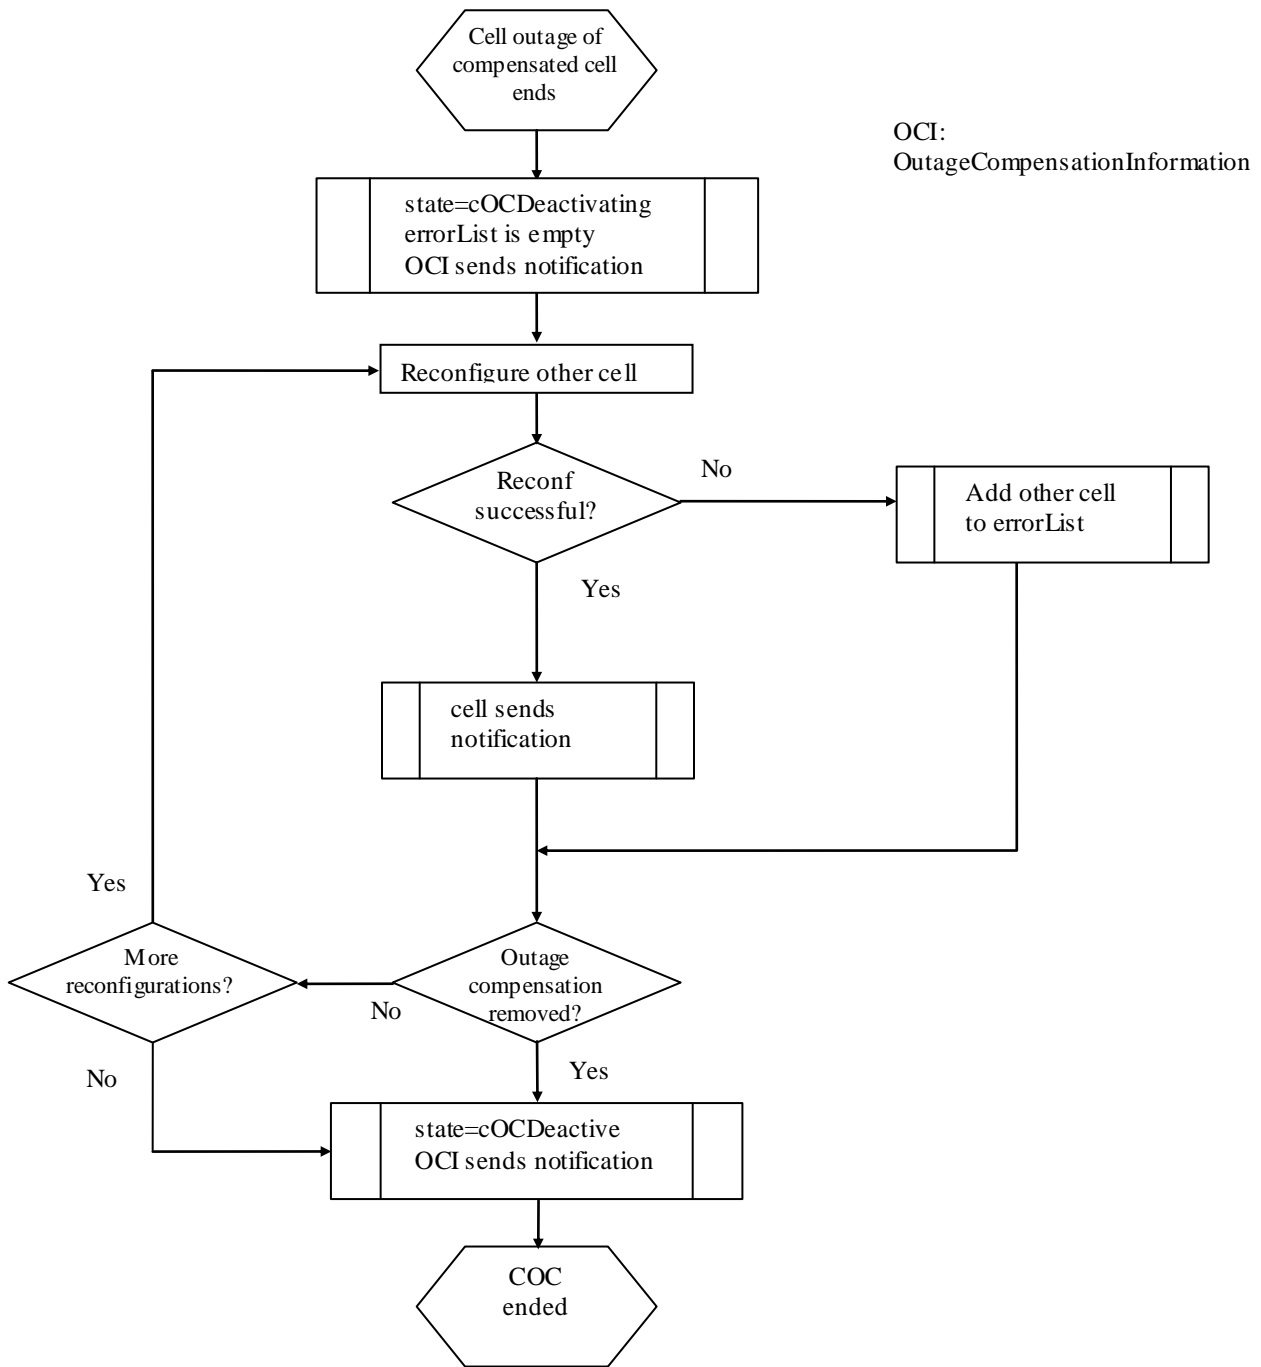 Cell outage of
compensated cell
ends
OCI:
OutageCompensationInformation
state=cOCDeactivating
errorList is empty
OCI sends notification
Reconfigure other cell
Reconf
successful?
No
Add other cell
to errorList
Yes
cell sends
notification
Yes
More
reconfigurations?
Outage
compensation
removed?
No
No
Yes
state=cOCDeactive
OCI sends notification
COC
ended